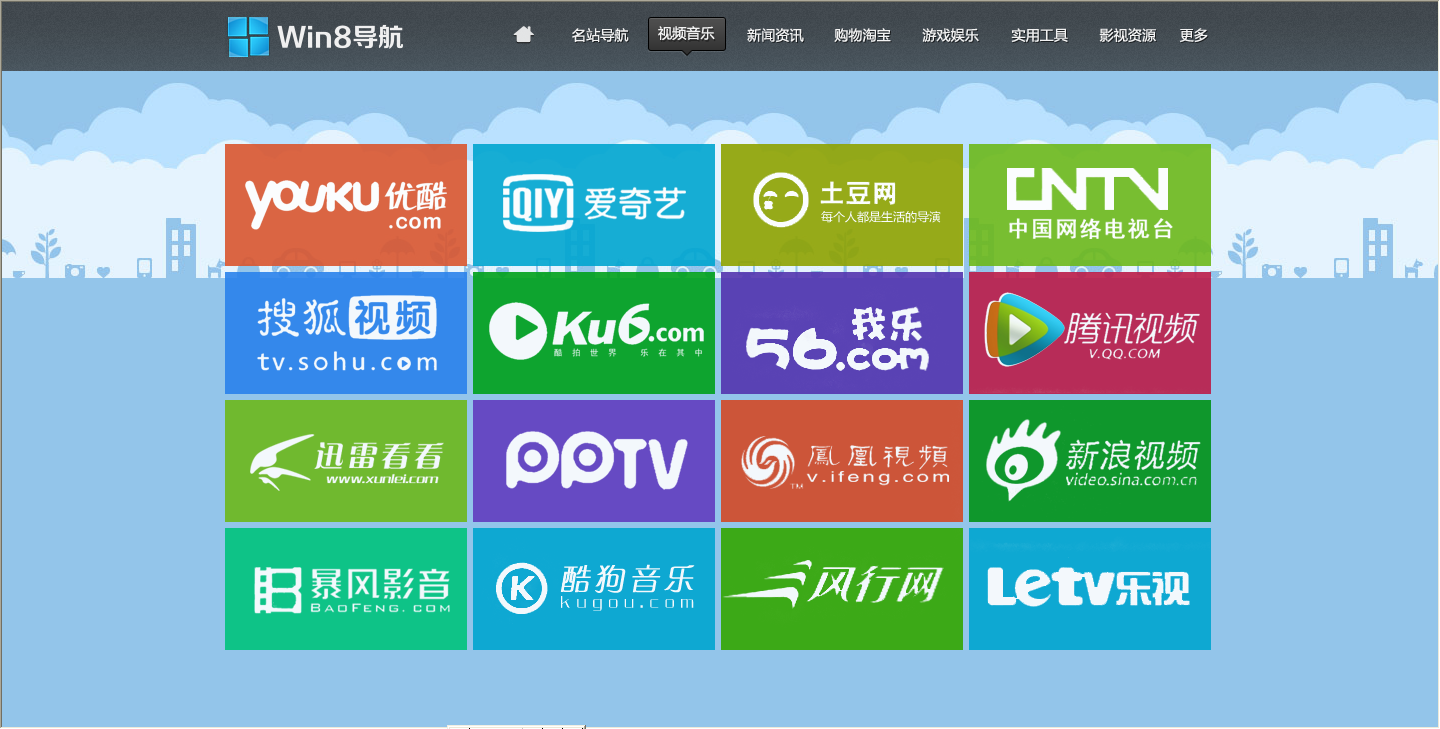 Win8导航
名站导航
视频音乐
新闻资讯
购物淘宝
游戏娱乐
实用工具
影视资源
更多
youku优酷
.com
QIY 爱奇艺
土豆网
每个人都是生活的导演
CNTV
中国网络电视台
搜狐视频
tv.sohu.com
Ku6.com
酷拍世界 乐在其中
我乐
56.com
腾讯视频
V.QQ.COM
迅雷看看
www.xunlei.com
PPTV
鳳凰視頻
TM v.ifeng.com
新浪视频
video.sina.com.cn
暴风影音
BAOFENG.COM
K 酷狗音乐
kugou.com
风行网
Letv乐视